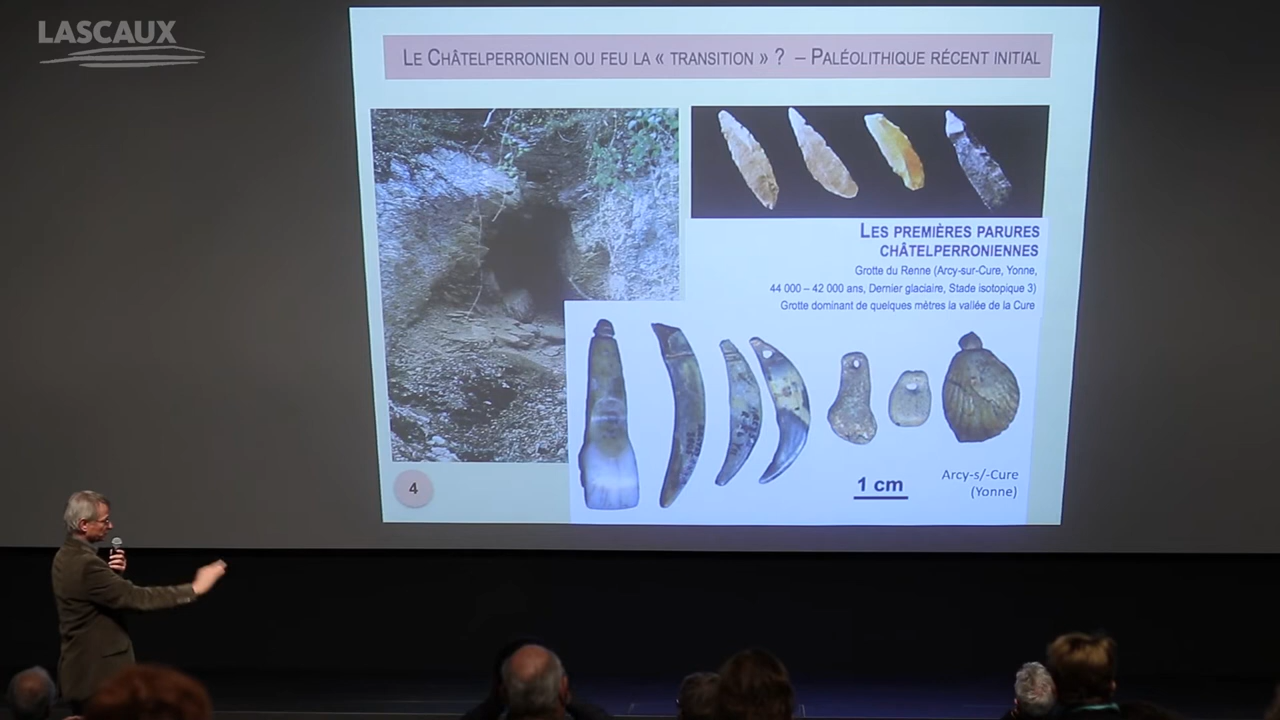 LASCAUX
LE CHÂTELPERRONIEN OU FEU LA « TRANSITION » ? – PALÉOLITHIQUE RÉCENT INITIAL
LES PREMIÈRES PARURES
CHÂTELPERRONIENNES
Grotte du Renne (Arcy-sur-Cure, Yonne,
44 000 – 42 000 ans, Dernier glaciaire, Stade isotopique 3)
Grotte dominant de quelques mètres la vallée de la Cure
1 cm
Arcy-s/-Cure
(Yonne)
4